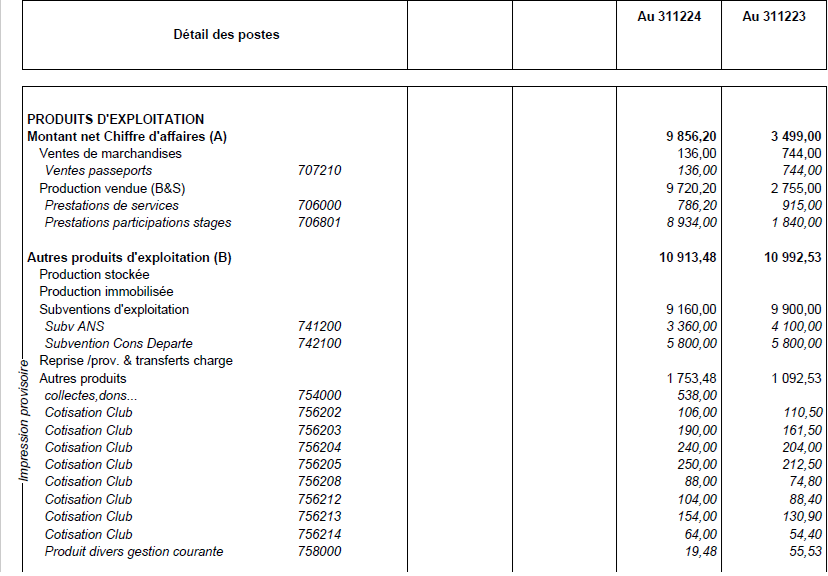 Détail des postes Au 311224 Au 311223
PRODUITS D'EXPLOITATION
Montant net Chiffre d'affaires (A) 9 856,20 3 499,00
Ventes de marchandises 136,00 744,00
Ventes passeports 707210 136,00 744,00
Production vendue (B&S) 9 720,20 2 755,00
Prestations de services 706000 786,20 915,00
Prestations participations stages 706801 8 934,00 1 840,00
Autres produits d'exploitation (B) 10 913,48 10 992,53
Production stockée
Production immobilisée
Subventions d'exploitation 9 160,00 9 900,00
Subv ANS 741200 3 360,00 4 100,00
Subvention Cons Departe 742100 5 800,00 5 800,00
Reprise /prov. & transferts charge
Autres produits 1 753,48 1 092,53
collectes,dons... 754000 538,00
Cotisation Club 756202 106,00 110,50
Cotisation Club 756203 190,00 161,50
Cotisation Club 756204 240,00 204,00
Cotisation Club 756205 250,00 212,50
Cotisation Club 756208 88,00 74,80
Cotisation Club 756212 104,00 88,40
Cotisation Club 756213 154,00 130,90
Cotisation Club 756214 64,00 54,40
Produit divers gestion courante 758000 19,48 55,53
Impression provisoire